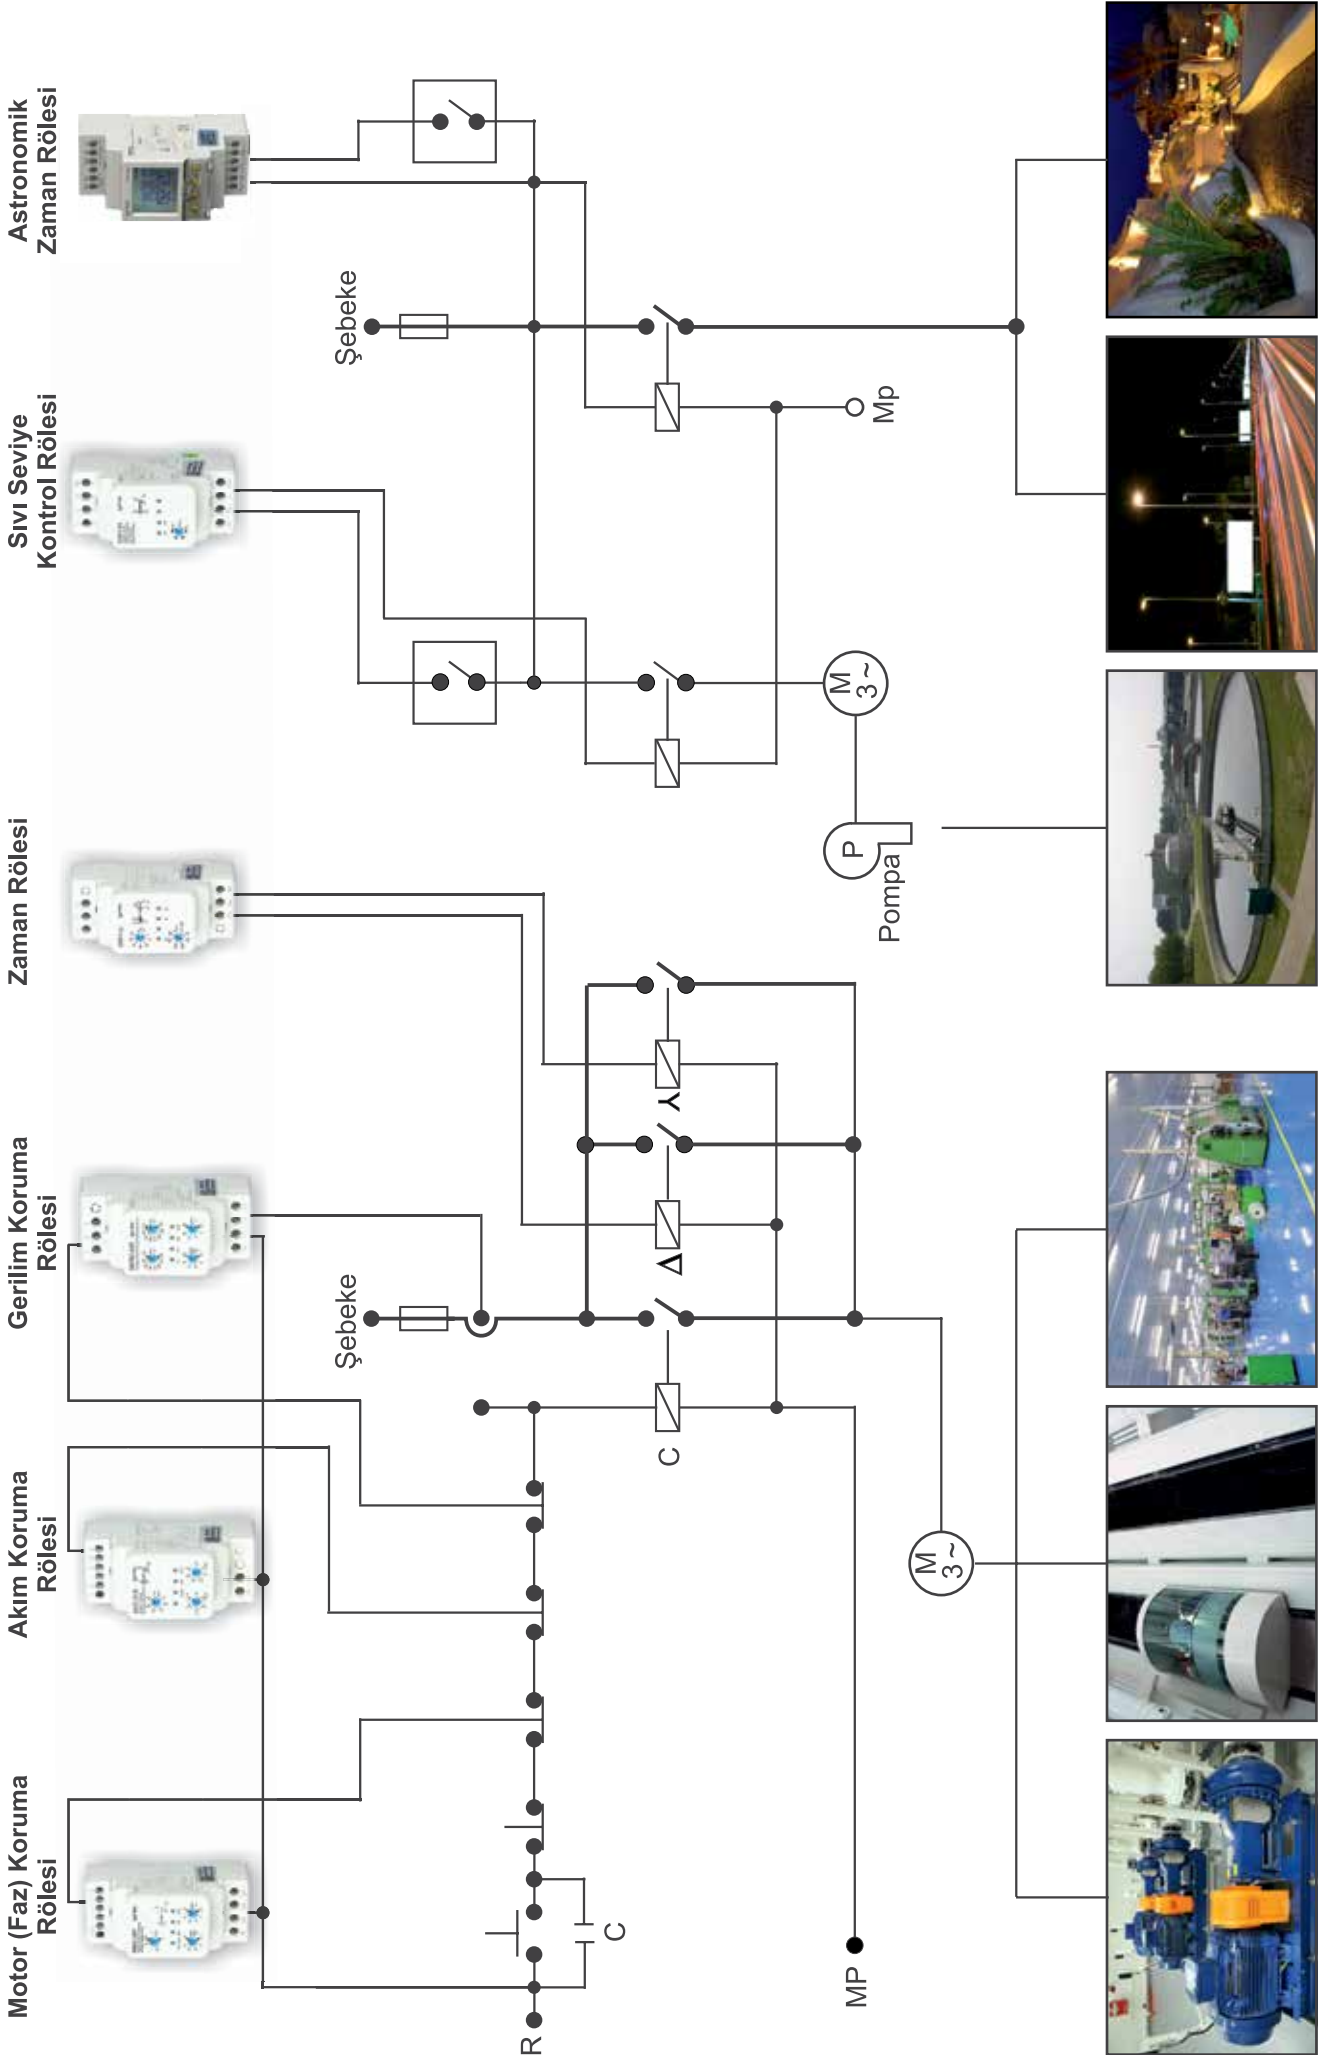 Motor (Faz) Koruma
Rölesi
Akım Koruma
Rölesi
Gerilim Koruma
Rölesi
Zaman Rölesi
Sıvı Seviye
Kontrol Rölesi
Astronomik
Zaman Rölesi
Şebeke
Şebeke
R
C
C
Δ
Y
MP
Mp
M
3~
P
Pompa
M
3~